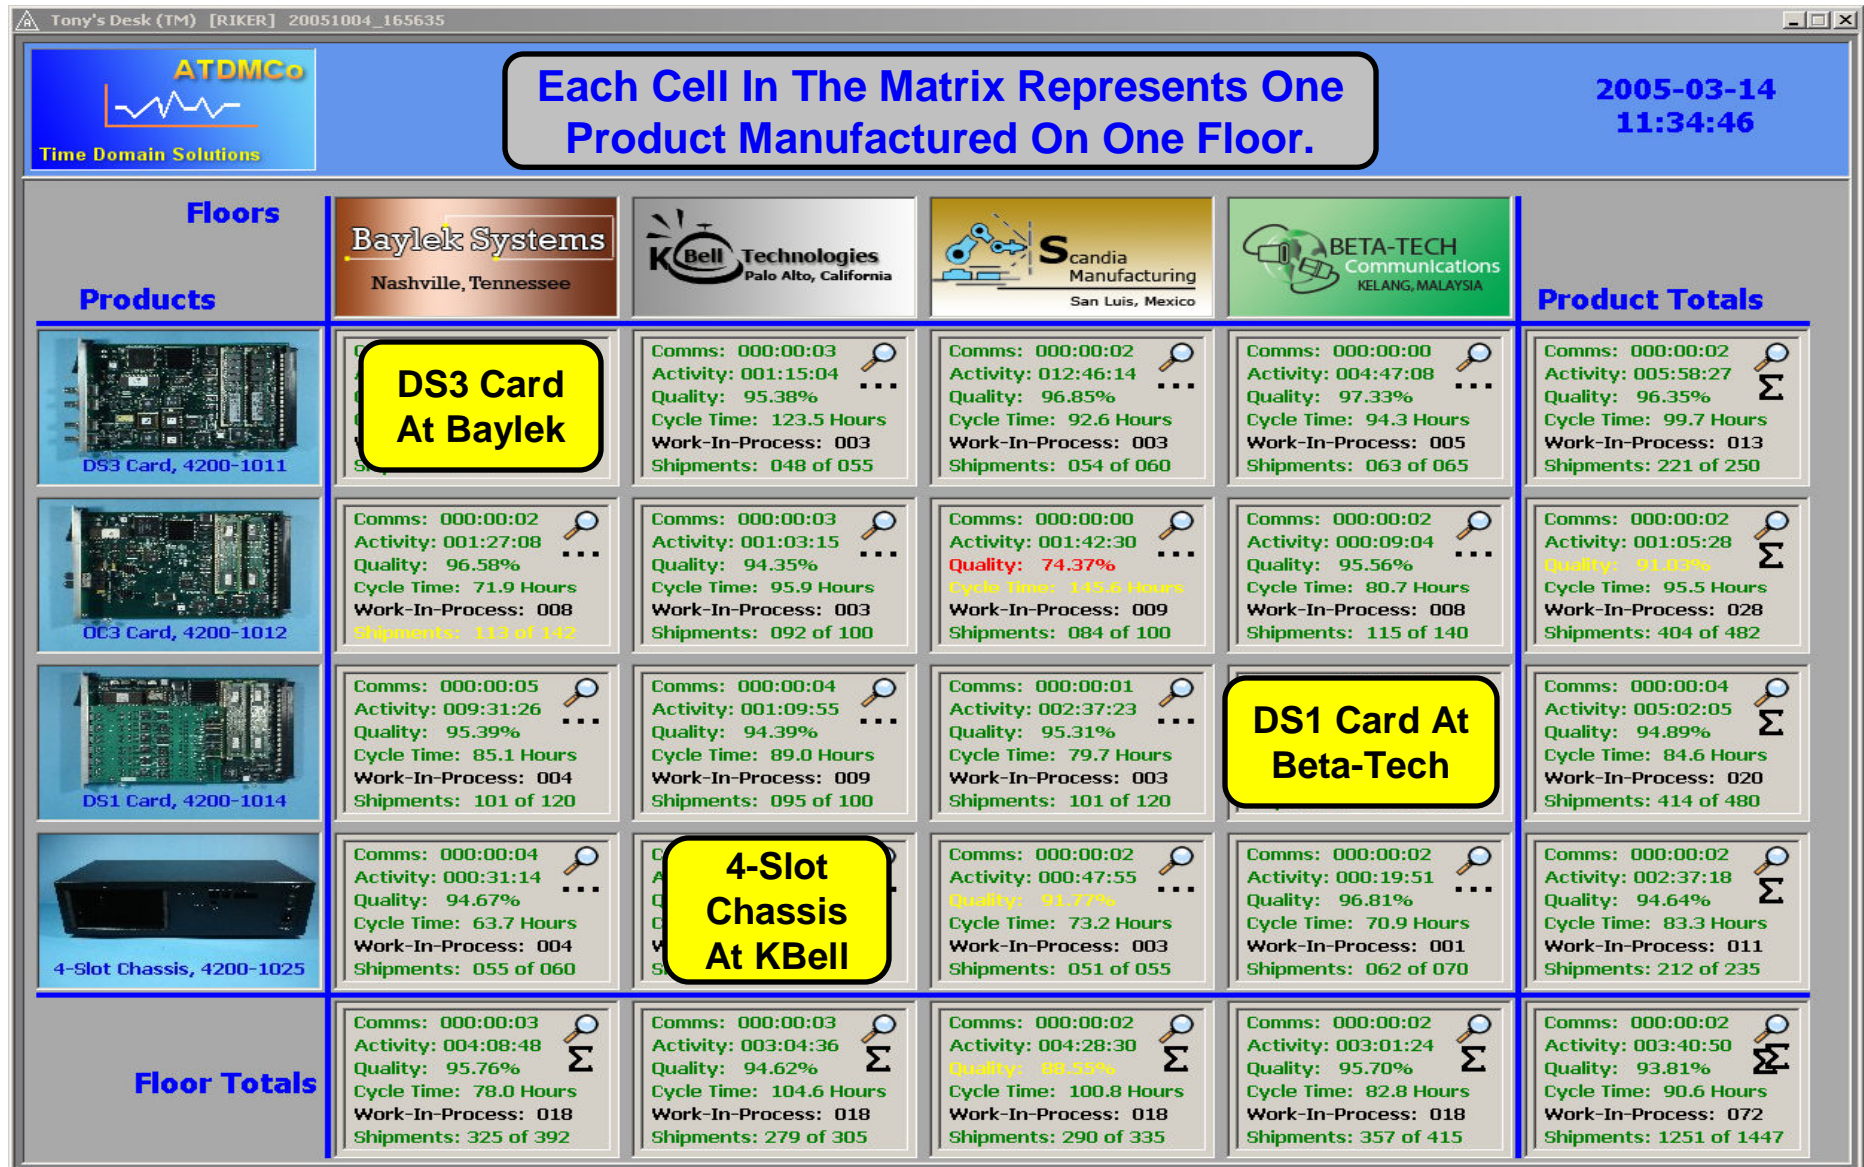 Tony's Desk (TM) [RIKER] 20051004_165635
ATDMCo
Time Domain Solutions
Each Cell In The Matrix Represents One
Product Manufactured On One Floor.
2005-03-14
11:34:46
Floors
Products
Baylek Systems
Nashville, Tennessee
KBell Technologies
Palo Alto, California
Scandia
Manufacturing
San Luis, Mexico
BETA-TECH
Communications
KELANG, MALAYSIA
Product Totals
DS3 Card, 4200-1011
DS3 Card
At Baylek
Comms: 000:00:03
Activity: 001:15:04
Quality: 95.38%
Cycle Time: 123.5 Hours
Work-In-Process: 003
Shipments: 048 of 055
Comms: 000:00:02
Activity: 012:46:14
Quality: 96.85%
Cycle Time: 92.6 Hours
Work-In-Process: 003
Shipments: 054 of 060
Comms: 000:00:00
Activity: 004:47:08
Quality: 97.33%
Cycle Time: 94.3 Hours
Work-In-Process: 005
Shipments: 063 of 065
Comms: 000:00:02
Activity: 005:58:27
Σ
Quality: 96.35%
Cycle Time: 99.7 Hours
Work-In-Process: 013
Shipments: 221 of 250
OC3 Card, 4200-1012
Comms: 000:00:02
Activity: 001:27:08
Quality: 96.58%
Cycle Time: 71.9 Hours
Work-In-Process: 008
Shipments: 113 of 142
Comms: 000:00:03
Activity: 001:03:15
Quality: 94.35%
Cycle Time: 95.9 Hours
Work-In-Process: 003
Shipments: 092 of 100
Comms: 000:00:00
Activity: 001:42:30
Quality: 74.37%
Cycle Time: 145.6 Hours
Work-In-Process: 009
Shipments: 084 of 100
Comms: 000:00:02
Activity: 000:09:04
Quality: 95.56%
Cycle Time: 80.7 Hours
Work-In-Process: 008
Shipments: 115 of 140
Comms: 000:00:02
Activity: 001:05:28
Σ
Quality: 91.03%
Cycle Time: 95.5 Hours
Work-In-Process: 028
Shipments: 404 of 482
DS1 Card, 4200-1014
Comms: 000:00:05
Activity: 009:31:26
Quality: 95.39%
Cycle Time: 85.1 Hours
Work-In-Process: 004
Shipments: 101 of 120
Comms: 000:00:04
Activity: 001:09:55
Quality: 94.39%
Cycle Time: 89.0 Hours
Work-In-Process: 009
Shipments: 095 of 100
Comms: 000:00:01
Activity: 002:37:23
Quality: 95.31%
Cycle Time: 79.7 Hours
Work-In-Process: 003
Shipments: 101 of 120
DS1 Card At
Beta-Tech
Comms: 000:00:04
Activity: 005:02:05
Σ
Quality: 94.89%
Cycle Time: 84.6 Hours
Work-In-Process: 020
Shipments: 414 of 480
4-Slot Chassis, 4200-1025
Comms: 000:00:04
Activity: 000:31:14
Quality: 94.67%
Cycle Time: 63.7 Hours
Work-In-Process: 004
Shipments: 055 of 060
4-Slot
Chassis
At KBell
Comms: 000:00:02
Activity: 000:47:55
Quality: 91.77%
Cycle Time: 73.2 Hours
Work-In-Process: 003
Shipments: 051 of 055
Comms: 000:00:02
Activity: 000:19:51
Quality: 96.81%
Cycle Time: 70.9 Hours
Work-In-Process: 001
Shipments: 062 of 070
Comms: 000:00:02
Activity: 002:37:18
Σ
Quality: 94.64%
Cycle Time: 83.3 Hours
Work-In-Process: 011
Shipments: 212 of 235
Floor Totals
Comms: 000:00:03
Activity: 004:08:48
Σ
Quality: 95.76%
Cycle Time: 78.0 Hours
Work-In-Process: 018
Shipments: 325 of 392
Comms: 000:00:03
Activity: 003:04:36
Σ
Quality: 94.62%
Cycle Time: 104.6 Hours
Work-In-Process: 018
Shipments: 279 of 305
Comms: 000:00:02
Activity: 004:28:30
Σ
Quality: 88.55%
Cycle Time: 100.8 Hours
Work-In-Process: 018
Shipments: 290 of 335
Comms: 000:00:02
Activity: 003:01:24
Σ
Quality: 95.70%
Cycle Time: 82.8 Hours
Work-In-Process: 018
Shipments: 357 of 415
Comms: 000:00:02
Activity: 003:40:50
ΣΣ
Quality: 93.81%
Cycle Time: 90.6 Hours
Work-In-Process: 072
Shipments: 1251 of 1447